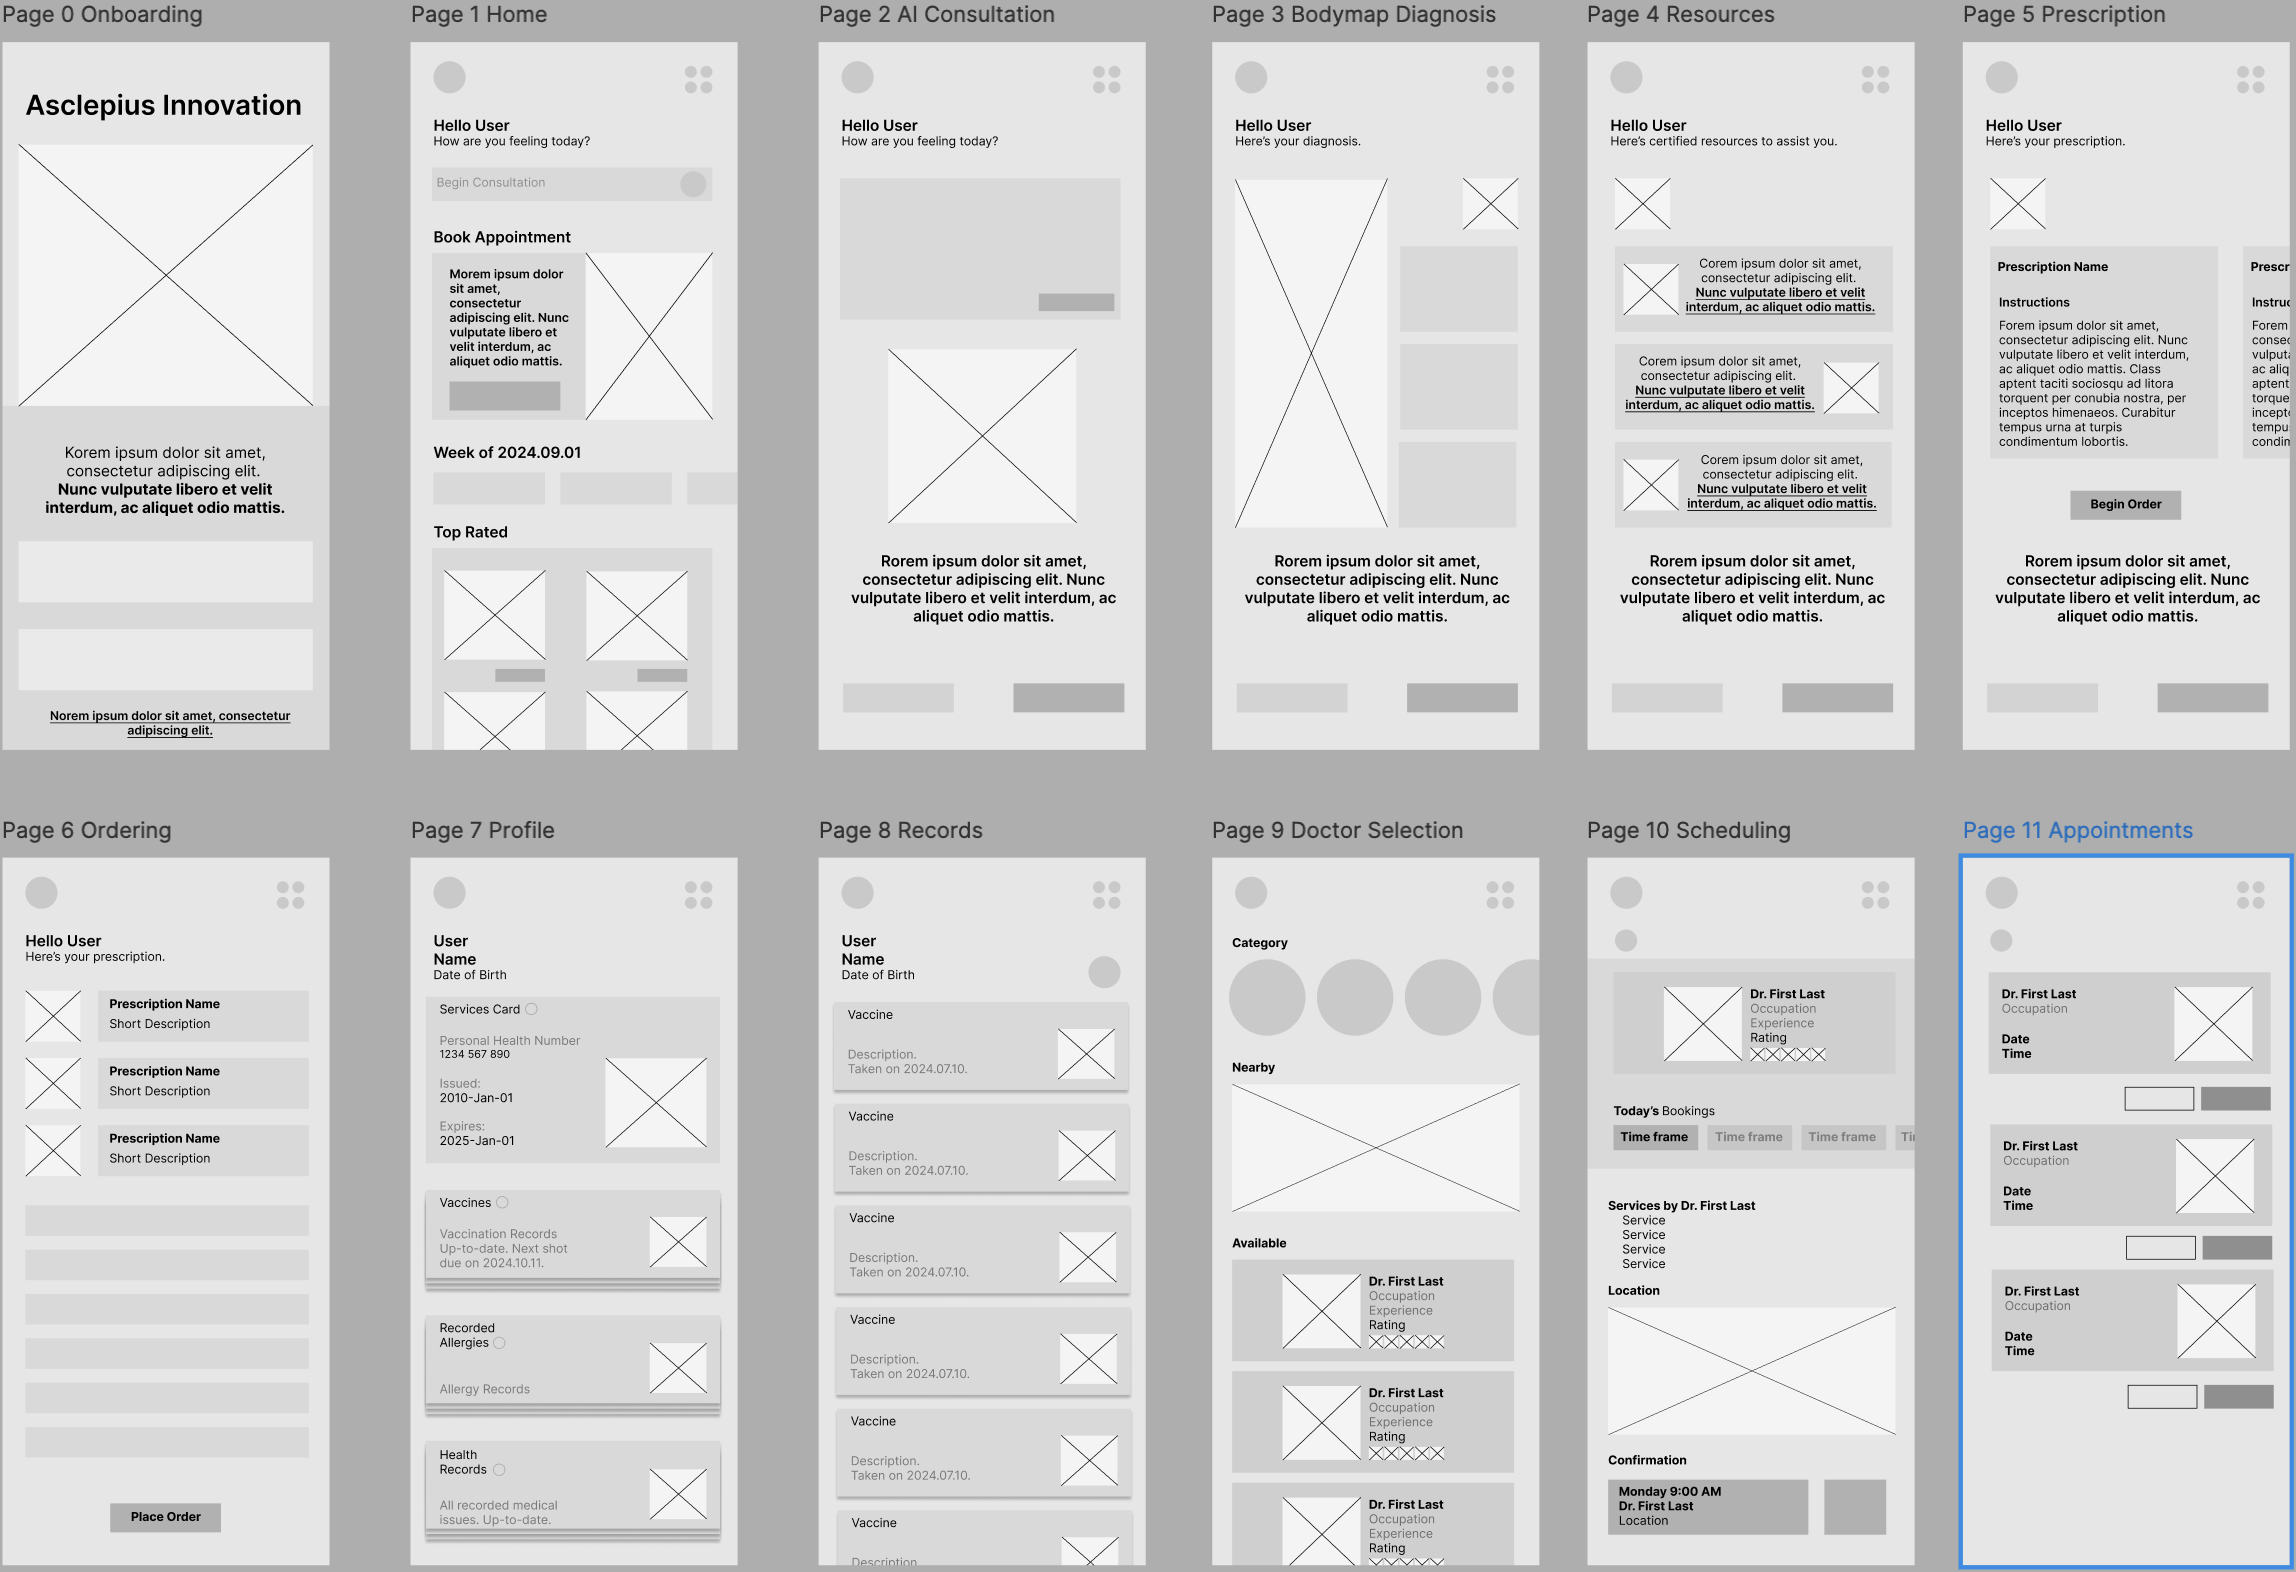 Page 0 Onboarding
Asclepius Innovation
Korem ipsum dolor sit amet,
consectetur adipiscing elit.
Nunc vulputate libero et velit
interdum, ac aliquet odio mattis.
Norem ipsum dolor sit amet, consectetur
adipiscing elit.
Page 1 Home
Hello User
How are you feeling today?
Begin Consultation
Book Appointment
Morem ipsum dolor
sit amet,
consectetur
adipiscing elit. Nunc
vulputate libero et
velit interdum, ac
aliquet odio mattis.
Week of 2024.09.01
Top Rated
Page 2 AI Consultation
Hello User
How are you feeling today?
Rorem ipsum dolor sit amet,
consectetur adipiscing elit. Nunc
vulputate libero et velit interdum, ac
aliquet odio mattis.
Page 3 Bodymap Diagnosis
Hello User
Here's your diagnosis.
Rorem ipsum dolor sit amet,
consectetur adipiscing elit. Nunc
vulputate libero et velit interdum, ac
aliquet odio mattis.
Page 4 Resources
Hello User
Here's certified resources to assist you.
Corem ipsum dolor sit amet,
consectetur adipiscing elit.
Nunc vulputate libero et velit
interdum, ac aliquet odio mattis.
Corem ipsum dolor sit amet,
consectetur adipiscing elit.
Nunc vulputate libero et velit
interdum, ac aliquet odio mattis.
Corem ipsum dolor sit amet,
consectetur adipiscing elit.
Nunc vulputate libero et velit
interdum, ac aliquet odio mattis.
Rorem ipsum dolor sit amet,
consectetur adipiscing elit. Nunc
vulputate libero et velit interdum, ac
aliquet odio mattis.
Page 5 Prescription
Hello User
Here's your prescription.
Prescription Name
Instructions
Forem ipsum dolor sit amet,
consectetur adipiscing elit. Nunc
vulputate libero et velit interdum,
ac aliquet odio mattis. Class
aptent taciti sociosqu ad litora
torquent per conubia nostra, per
inceptos himenaeos. Curabitur
tempus urna at turpis
condimentum lobortis.
Prescr
Instruc
Forem
consec
vulputa
ac aliq
aptent
torque
incepto
tempu
condin
Begin Order
Rorem ipsum dolor sit amet,
consectetur adipiscing elit. Nunc
vulputate libero et velit interdum, ac
aliquet odio mattis.
Page 6 Ordering
Hello User
Here's your prescription.
Prescription Name
Short Description
Prescription Name
Short Description
Prescription Name
Short Description
Place Order
Page 7 Profile
User
Name
Date of Birth
Services Card
Personal Health Number
1234 567 890
Issued:
2010-Jan-01
Expires:
2025-Jan-01
Vaccines
Vaccination Records
Up-to-date. Next shot
due on 2024.10.11.
Recorded
Allergies
Allergy Records
Health
Records
All recorded medical
issues. Up-to-date.
Page 8 Records
User
Name
Date of Birth
Vaccine
Description.
Taken on 2024.07.10.
Vaccine
Description.
Taken on 2024.07.10.
Vaccine
Description.
Taken on 2024.07.10.
Vaccine
Description.
Taken on 2024.07.10.
Vaccine
Description.
Taken on 2024.07.10.
Vaccine
Description.
Page 9 Doctor Selection
Category
Nearby
Available
Dr. First Last
Occupation
Experience
Rating
Dr. First Last
Occupation
Experience
Rating
Dr. First Last
Occupation
Experience
Rating
Page 10 Scheduling
Dr. First Last
Occupation
Experience
Rating
Today's Bookings
Time frame
Time frame
Time frame
Ti
Services by Dr. First Last
Service
Service
Service
Service
Location
Confirmation
Monday 9:00 AM
Dr. First Last
Location
Page 11 Appointments
Dr. First Last
Occupation
Date
Time
Dr. First Last
Occupation
Date
Time
Dr. First Last
Occupation
Date
Time